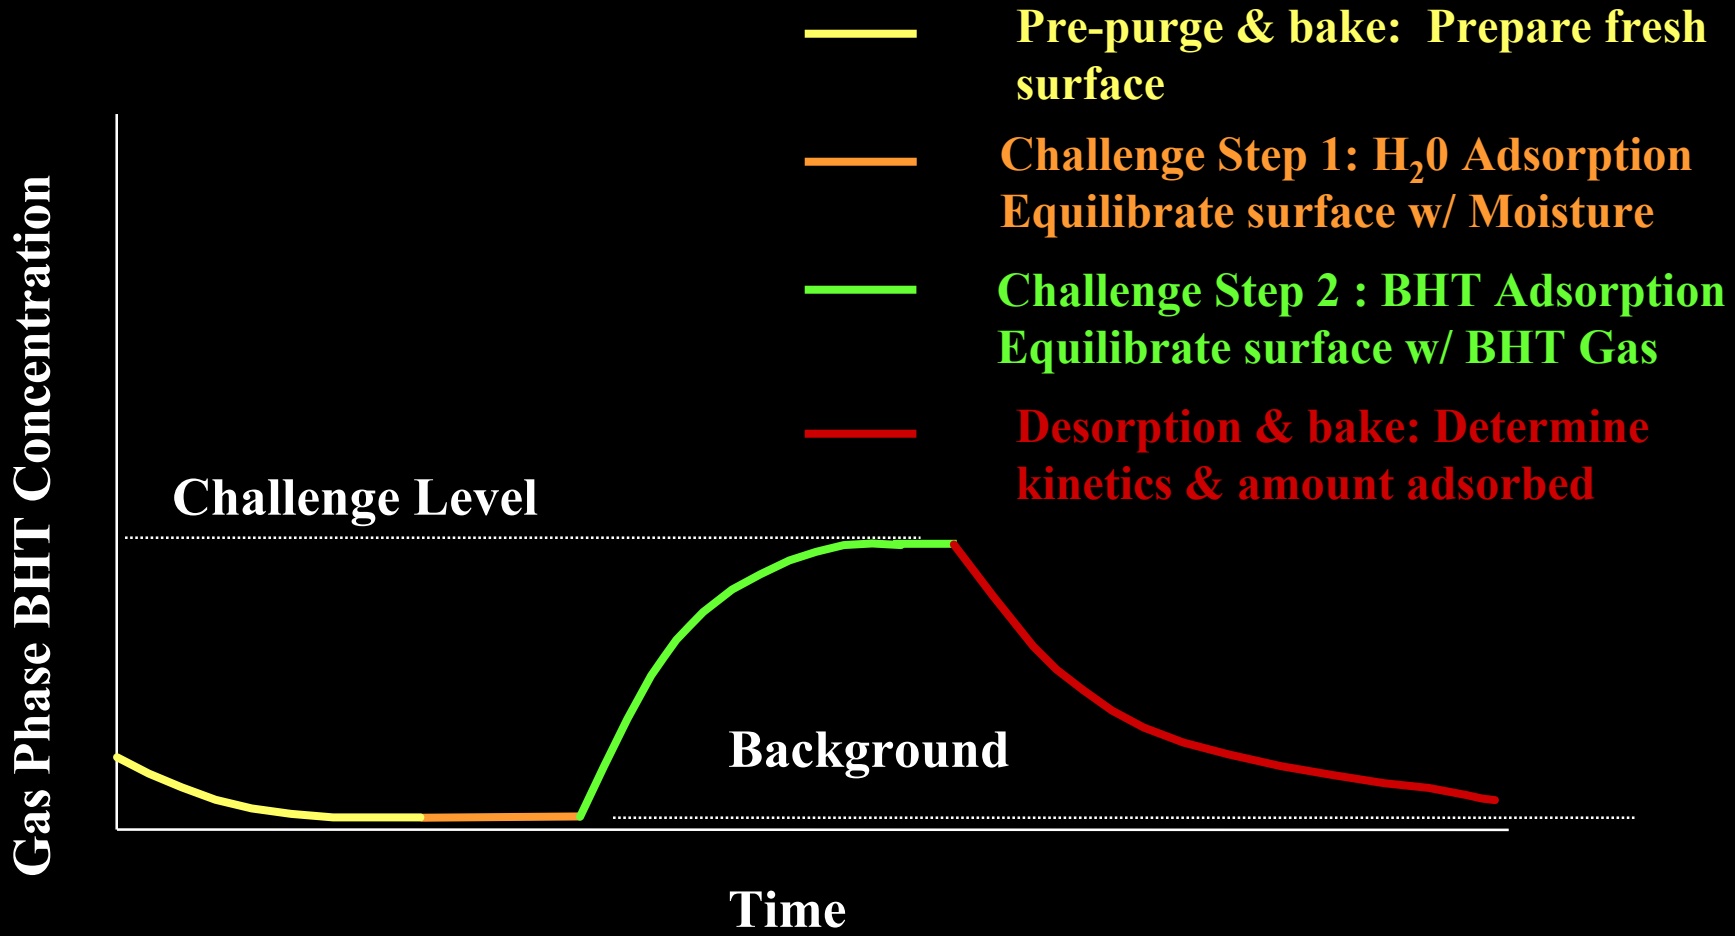 Pre-purge & bake:  Prepare fresh
surface
Challenge Step 1: H₂0 Adsorption
Equilibrate surface w/ Moisture
Challenge Step 2 : BHT Adsorption
Equilibrate surface w/ BHT Gas
Desorption & bake: Determine
kinetics & amount adsorbed
Gas Phase BHT Concentration
Challenge Level
Background
Time